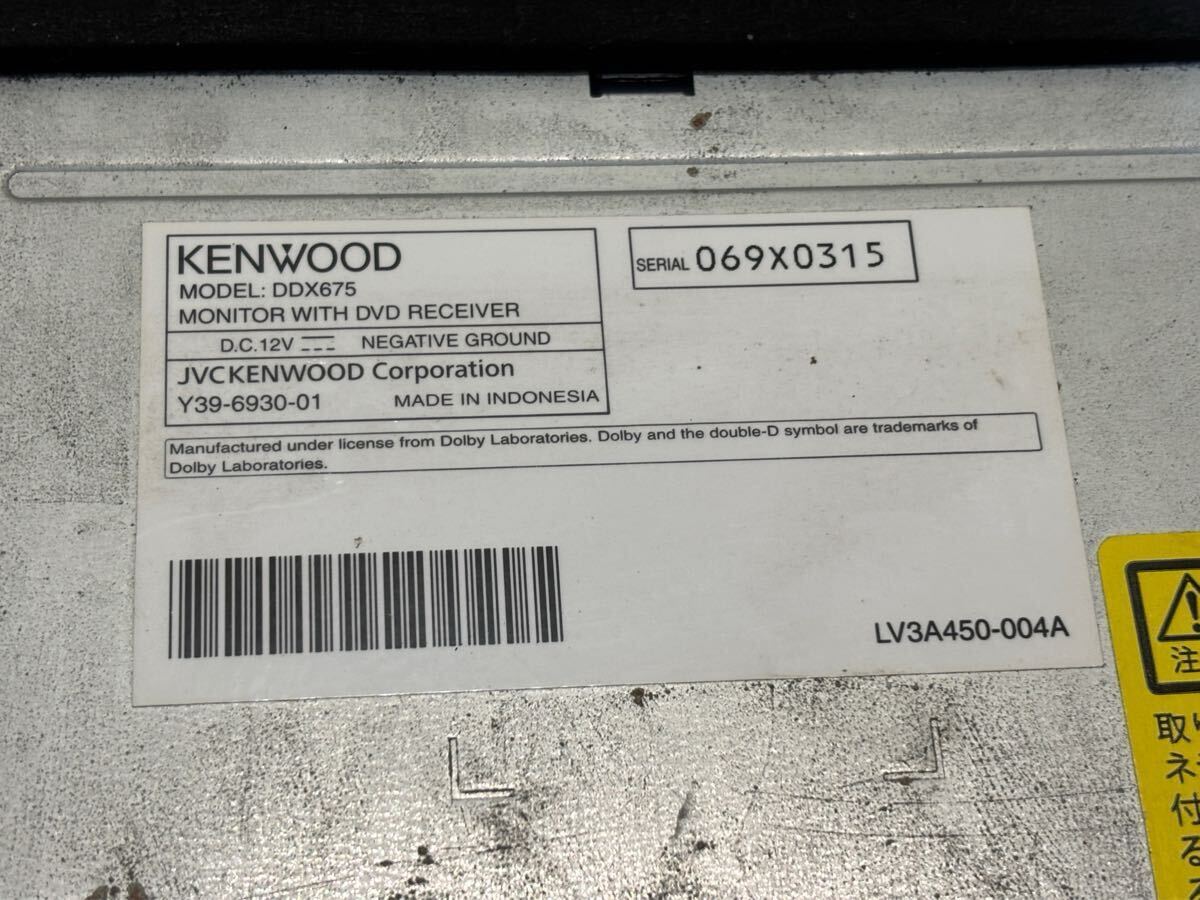 KENWOOD
MODEL: DDX675
MONITOR WITH DVD RECEIVER
D.C.12V NEGATIVE GROUND
JVCKENWOOD Corporation
Y39-6930-01 MADE IN INDONESIA
SERIAL 069X0315
Manufactured under license from Dolby Laboratories. Dolby and the double-D symbol are trademarks of
Dolby Laboratories.
LV3A450-004A
注
取り
ネ
付
る